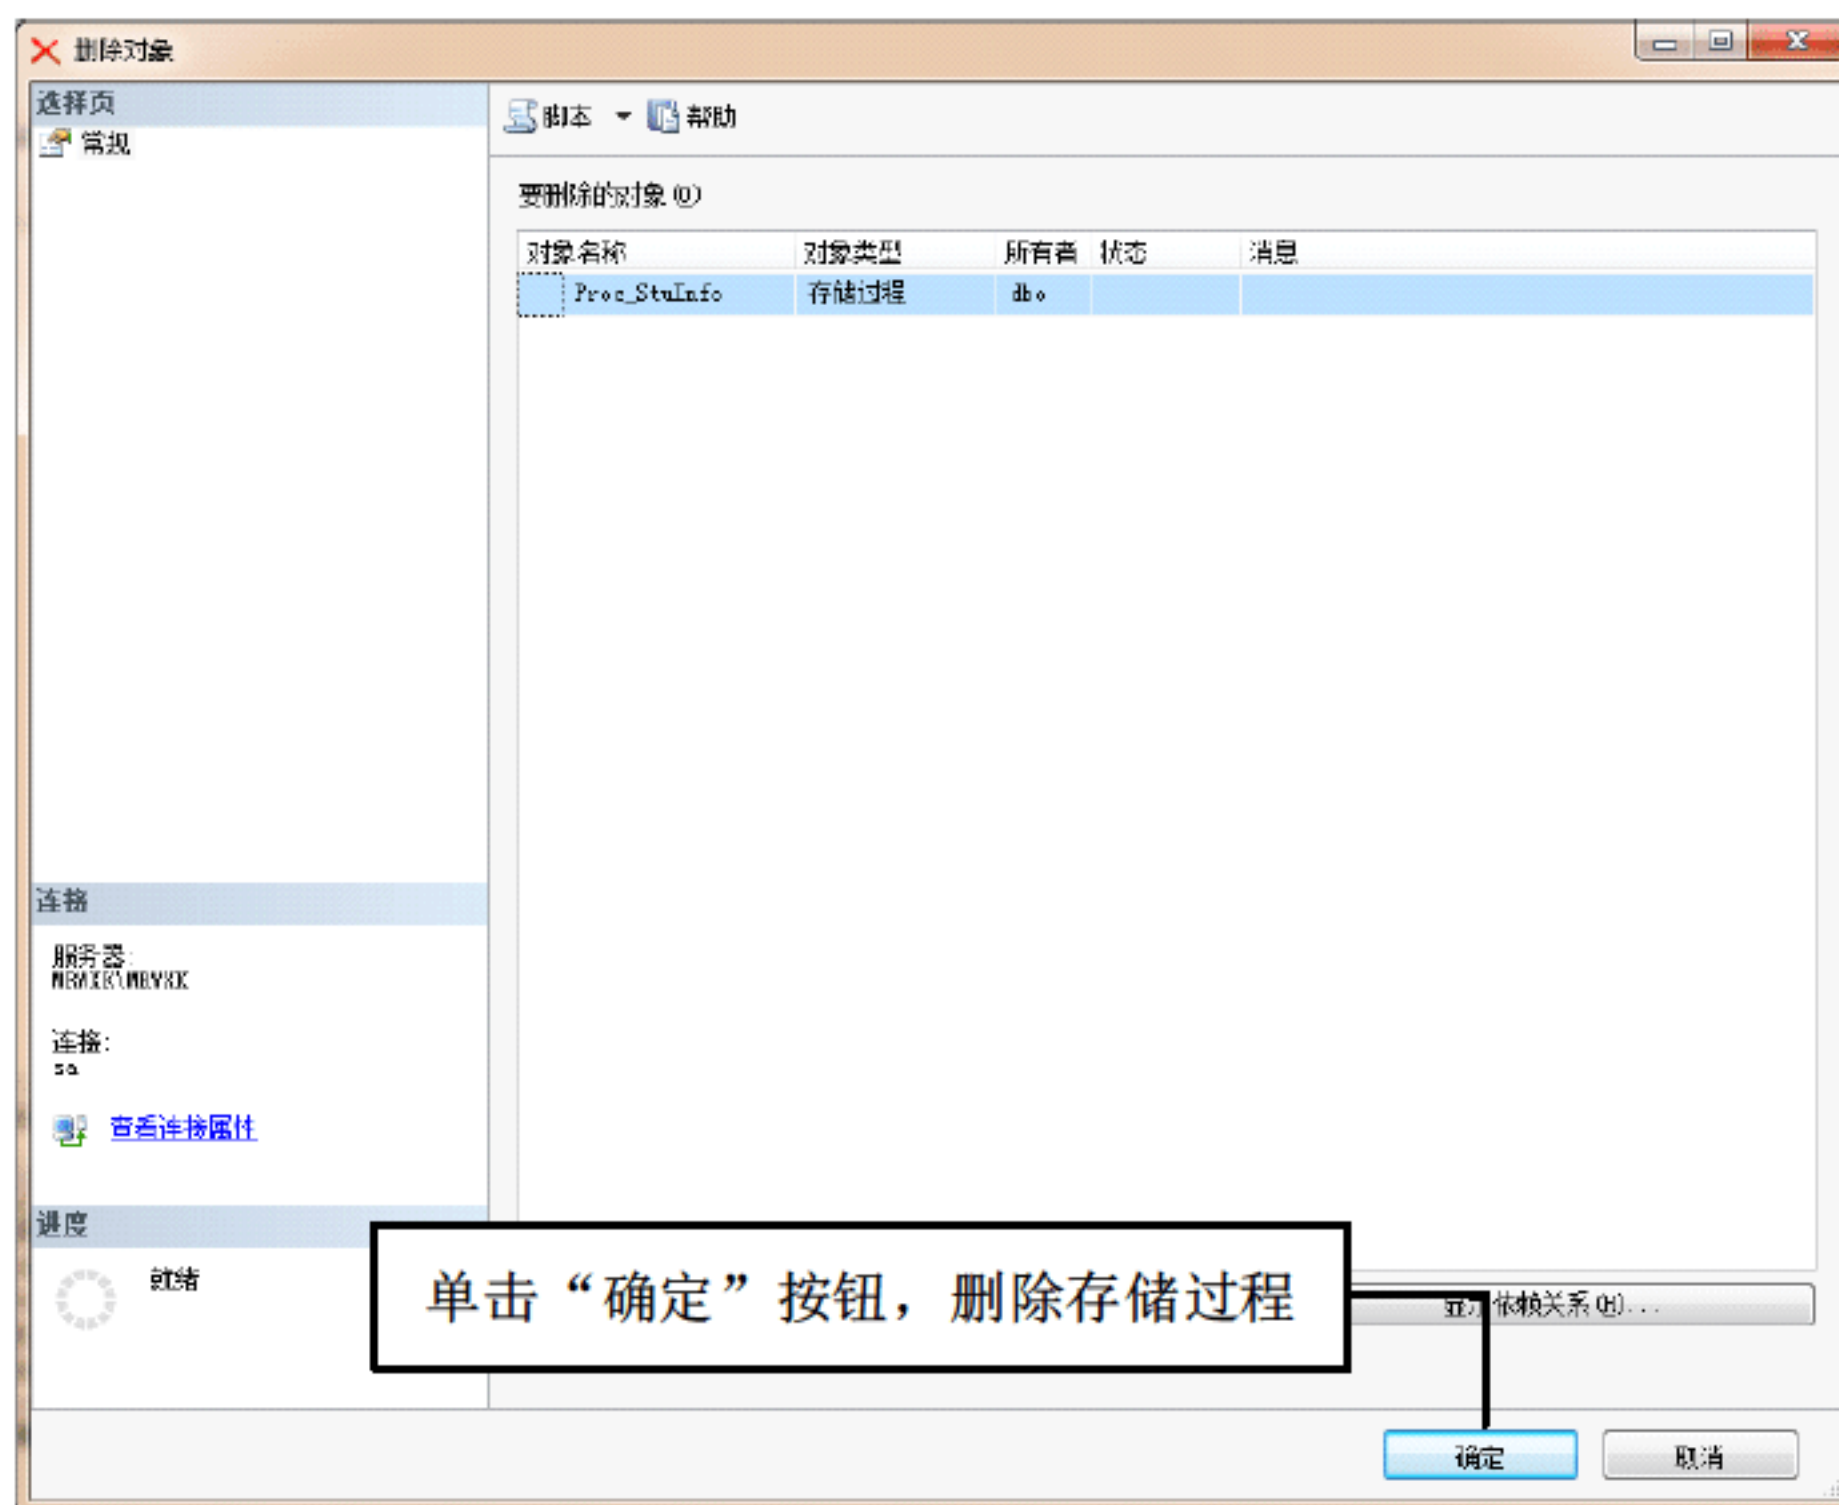 删除对象
选择页
常规
脚本 帮助
要删除的对象(O)
对象名称 对象类型 所有者 状态 消息
Proc_StuInfo 存储过程 dbo
连接
服务器:
连接:
sa
查看连接属性
进度
就绪
单击“确定”按钮，删除存储过程
显示依赖关系(H)...
确定 取消